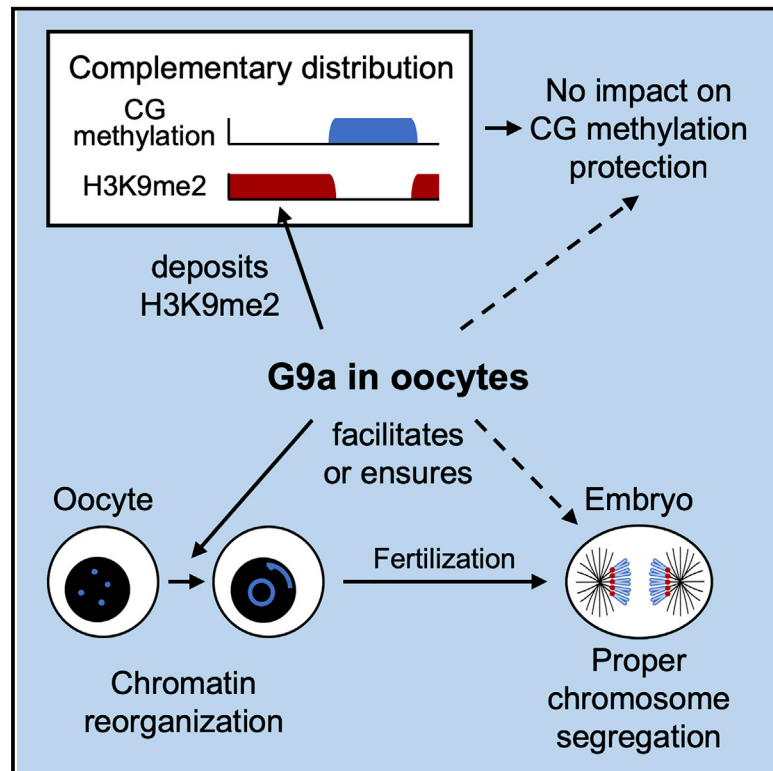 Complementary distribution
CG
methylation
H3K9me2
No impact on
CG methylation
protection
deposits
H3K9me2
G9a in oocytes
facilitates
or ensures
Oocyte
Embryo
Fertilization
Chromatin
reorganization
Proper
chromosome
segregation